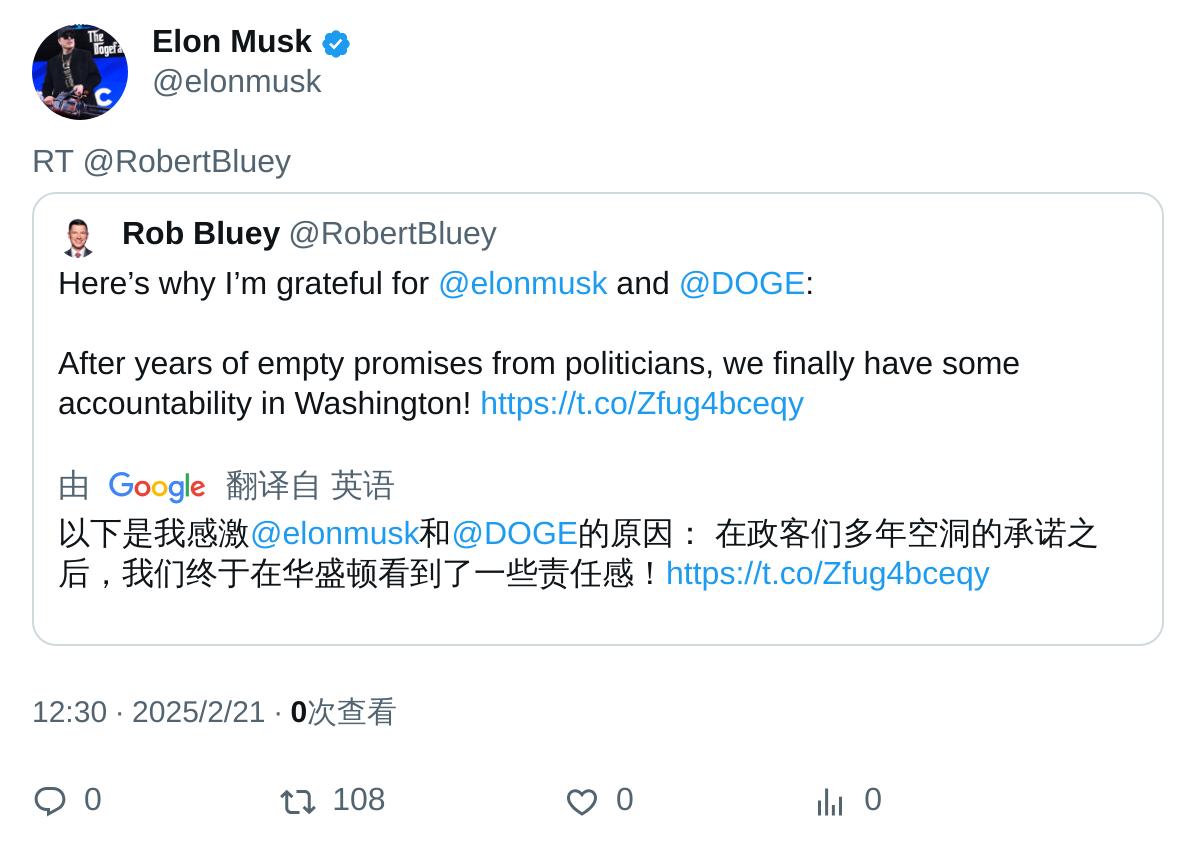 The
Dogefa
C
Elon Musk
@elonmusk
RT @RobertBluey
Rob Bluey @RobertBluey
Here’s why I’m grateful for @elonmusk and @DOGE:
After years of empty promises from politicians, we finally have some
accountability in Washington! https://t.co/Zfug4bceqy
由 Google 翻译自 英语
以下是我感激@elonmusk和@DOGE的原因： 在政客们多年空洞的承诺之
后，我们终于在华盛顿看到了一些责任感！https://t.co/Zfug4bceqy
12:30 · 2025/2/21 · 0次查看
0 108 0 0